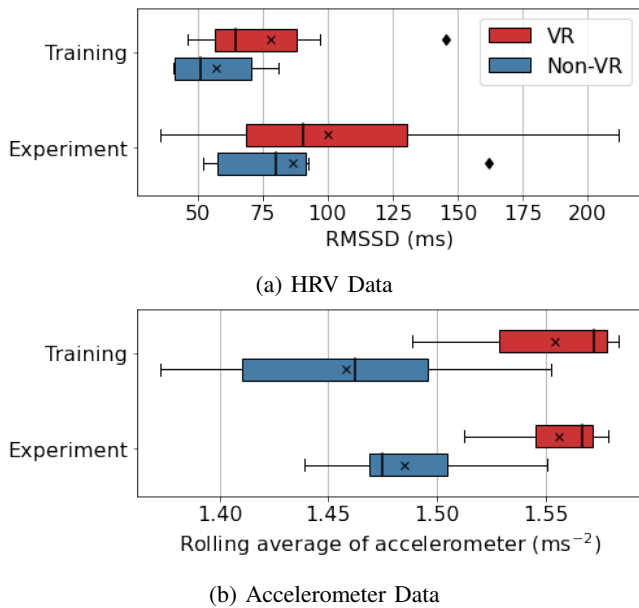 Training
Experiment
VR
Non-VR
50 75 100 125 150 175 200
RMSSD (ms)
(a) HRV Data
Training
Experiment
1.40 1.45 1.50 1.55
Rolling average of accelerometer (ms⁻²)
(b) Accelerometer Data